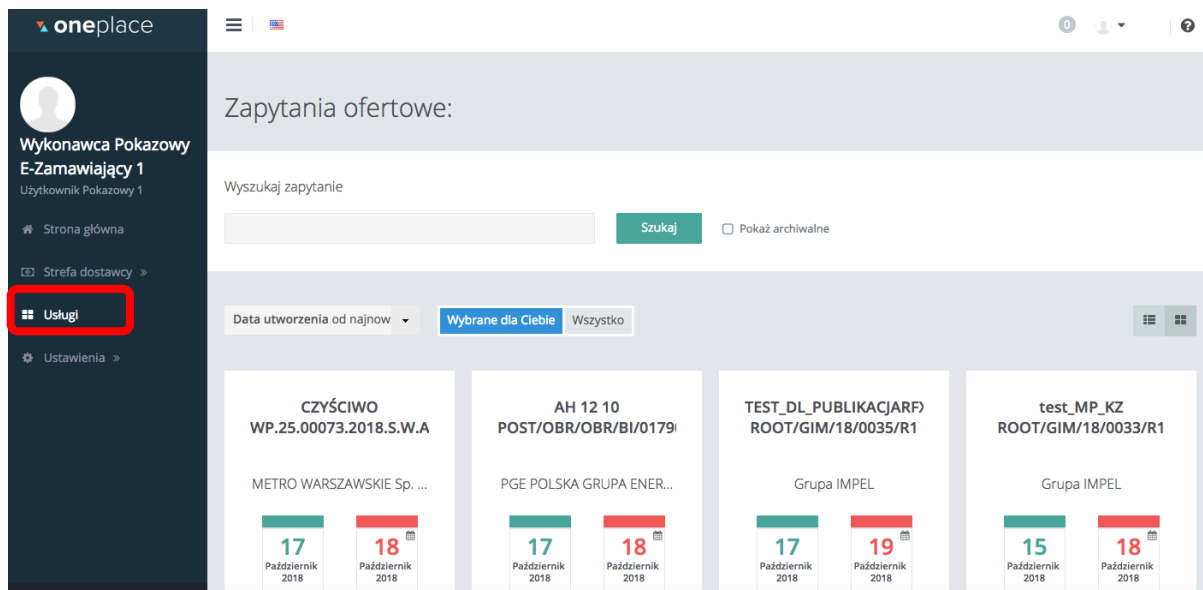 oneplace
0
Wykonawca Pokazowy
E-Zamawiający 1
Użytkownik Pokazowy 1
Strona główna
Strefa dostawcy »
Usługi
Ustawienia »
Zapytania ofertowe:
Wyszukaj zapytanie
Szukaj
Pokaż archiwalne
Data utworzenia od najnow
Wybrane dla Ciebie
Wszystko
CZYŚCIWO
WP.25.00073.2018.S.W.A
METRO WARSZAWSKIE Sp. ...
17
Październik
2018
18
Październik
2018
AH 12 10
POST/OBR/OBR/BI/0179
PGE POLSKA GRUPA ENER...
17
Październik
2018
18
Październik
2018
TEST_DL_PUBLIKACJARFX
ROOT/GIM/18/0035/R1
Grupa IMPEL
17
Październik
2018
19
Październik
2018
test_MP_KZ
ROOT/GIM/18/0033/R1
Grupa IMPEL
15
Październik
2018
18
Październik
2018